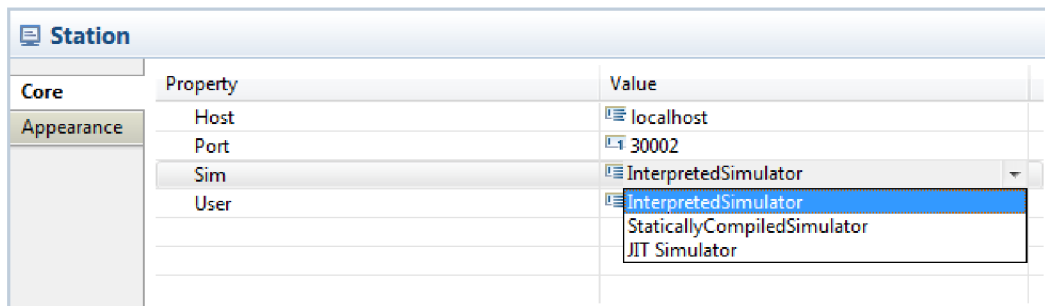 Station
Core
Appearance
Property Value
Host localhost
Port 30002
Sim InterpretedSimulator
User InterpretedSimulator
StaticallyCompiledSimulator
JIT Simulator